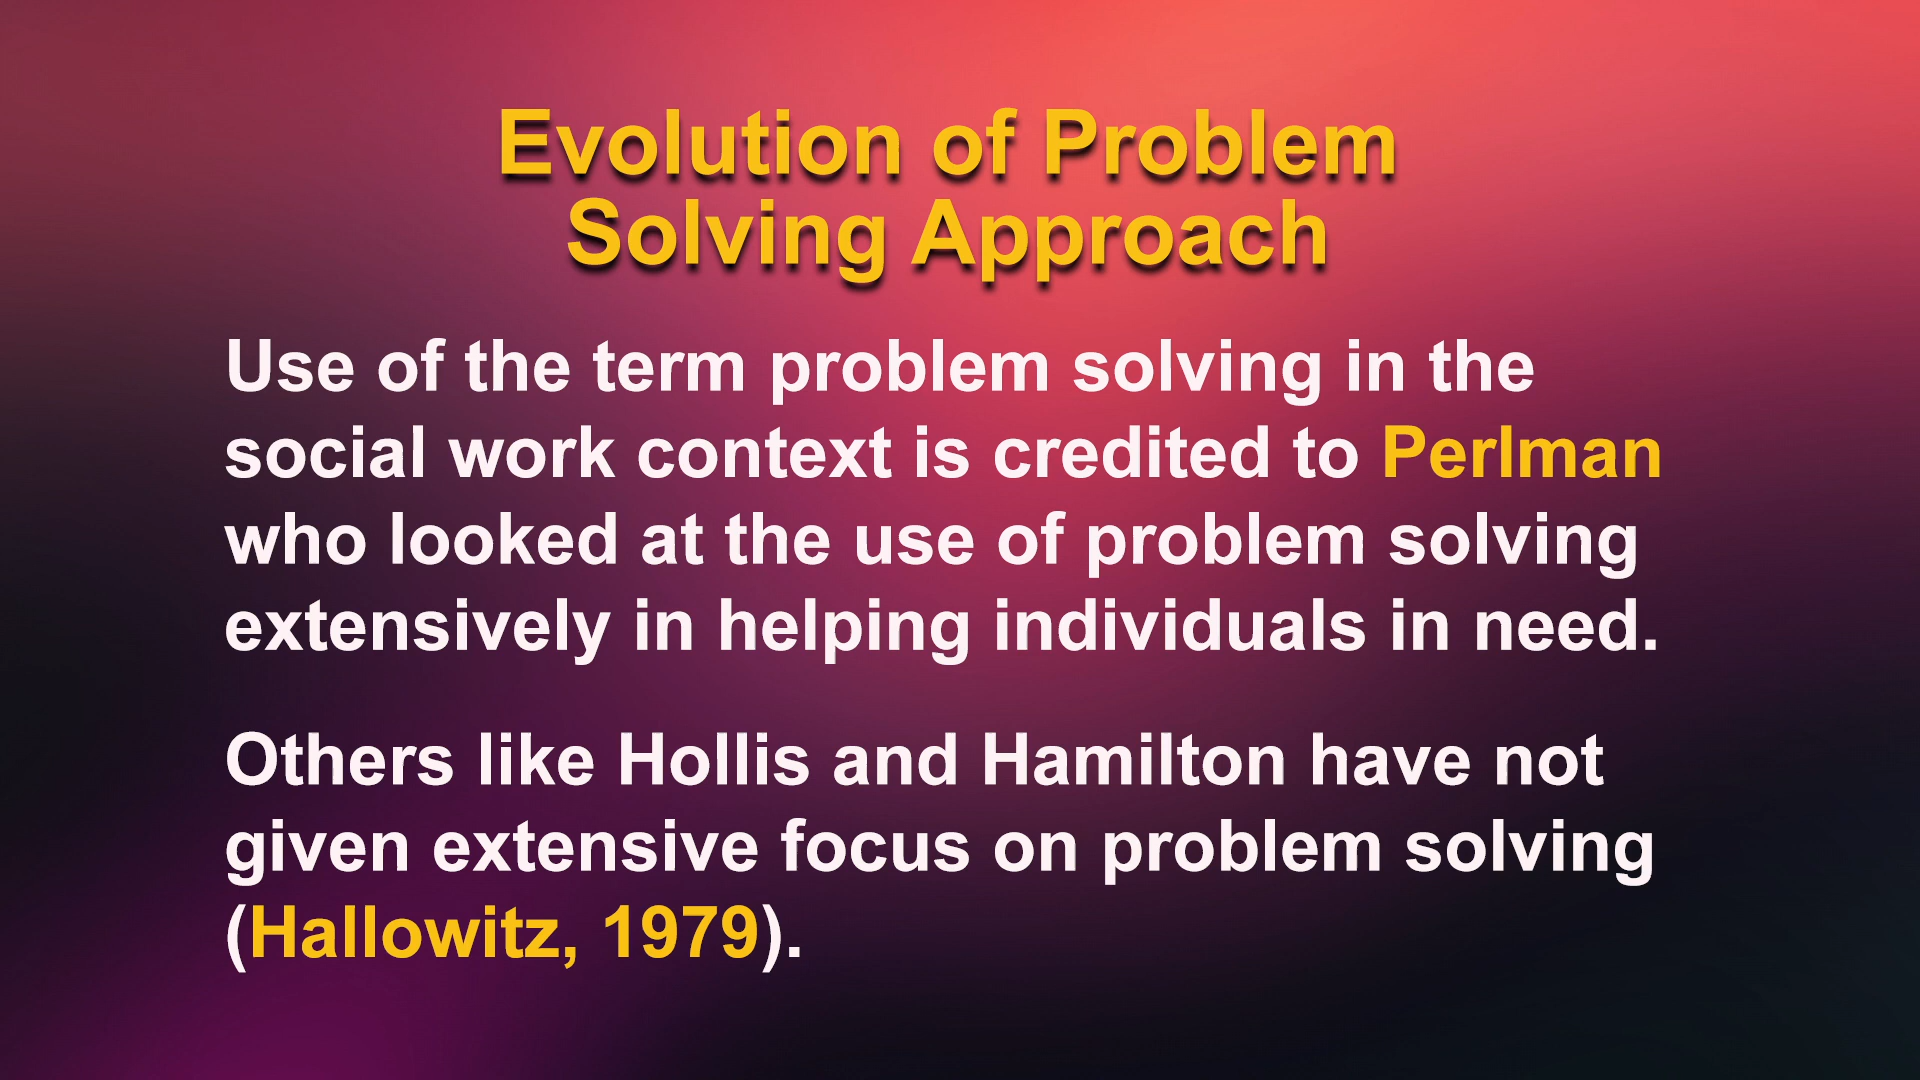 Evolution of Problem
Solving Approach
Use of the term problem solving in the
social work context is credited to Perlman
who looked at the use of problem solving
extensively in helping individuals in need.
Others like Hollis and Hamilton have not
given extensive focus on problem solving
(Hallowitz, 1979).